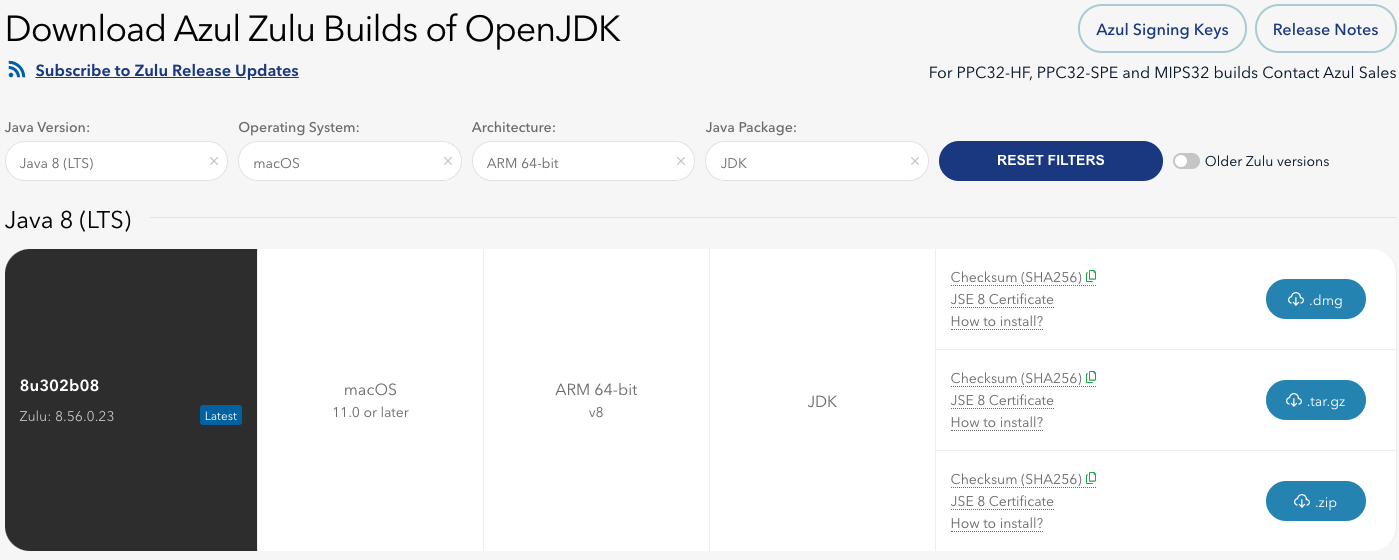 Download Azul Zulu Builds of OpenJDK
Azul Signing Keys
Release Notes
Subscribe to Zulu Release Updates
For PPC32-HF, PPC32-SPE and MIPS32 builds Contact Azul Sales
Java Version:
Operating System:
Architecture:
Java Package:
Java 8 (LTS) ×
macOS ×
ARM 64-bit ×
JDK ×
RESET FILTERS
Older Zulu versions
Java 8 (LTS)
8u302b08
Zulu: 8.56.0.23
Latest
macOS
11.0 or later
ARM 64-bit
v8
JDK
Checksum (SHA256)
JSE 8 Certificate
How to install?
.dmg
Checksum (SHA256)
JSE 8 Certificate
How to install?
.tar.gz
Checksum (SHA256)
JSE 8 Certificate
How to install?
.zip